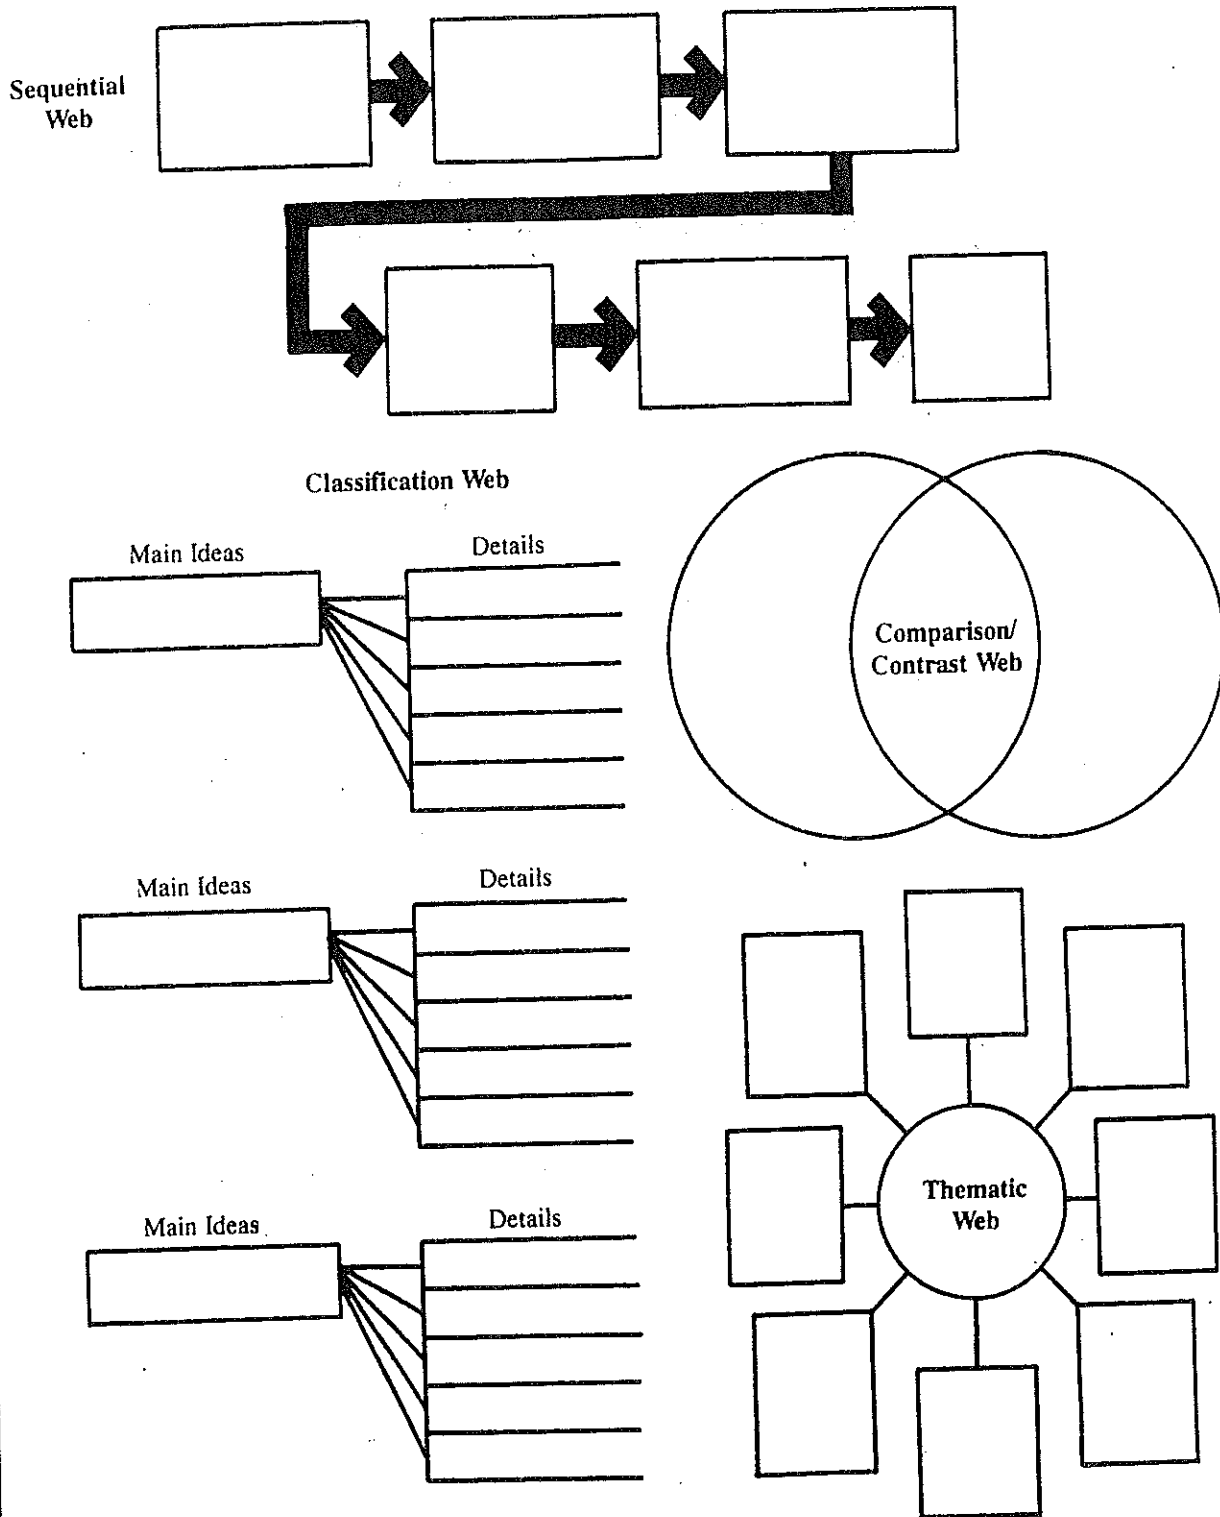 Sequential
Web
Classification Web
Main Ideas
Details
Comparison/
Contrast Web
Main Ideas
Details
Thematic
Web
Main Ideas
Details